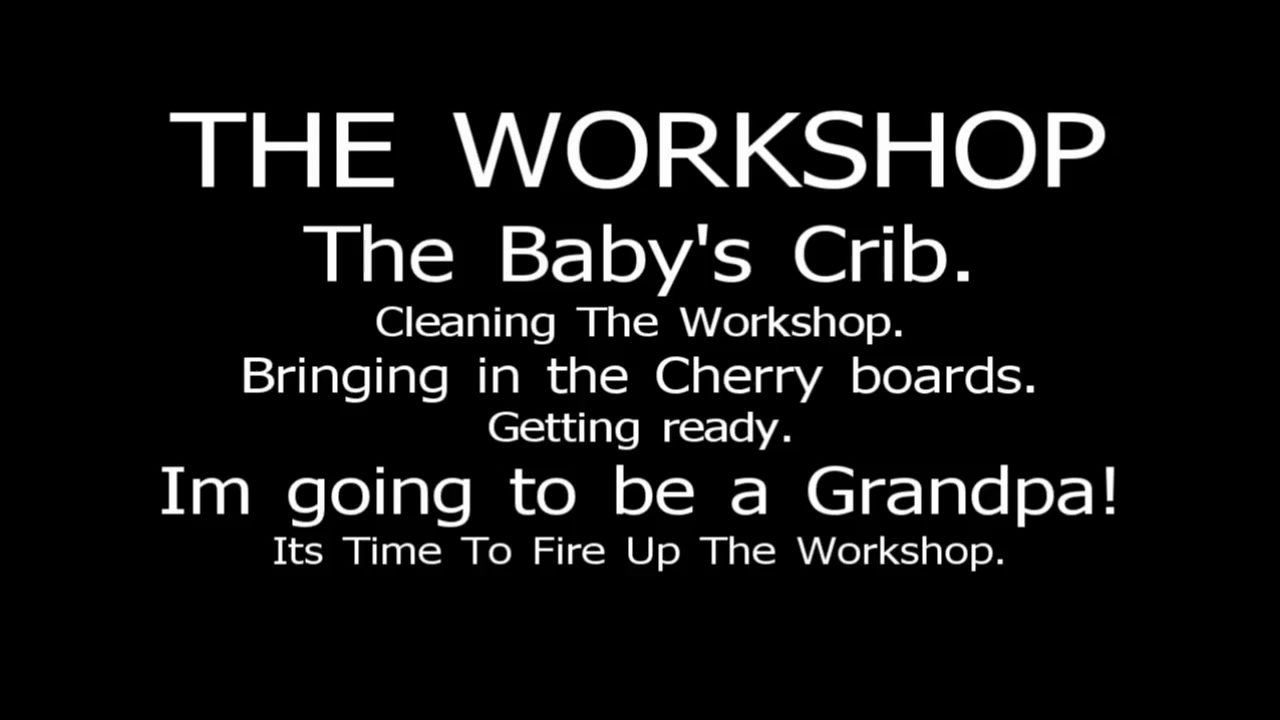 THE WORKSHOP
The Baby's Crib.
Cleaning The Workshop.
Bringing in the Cherry boards.
Getting ready.
Im going to be a Grandpa!
Its Time To Fire Up The Workshop.